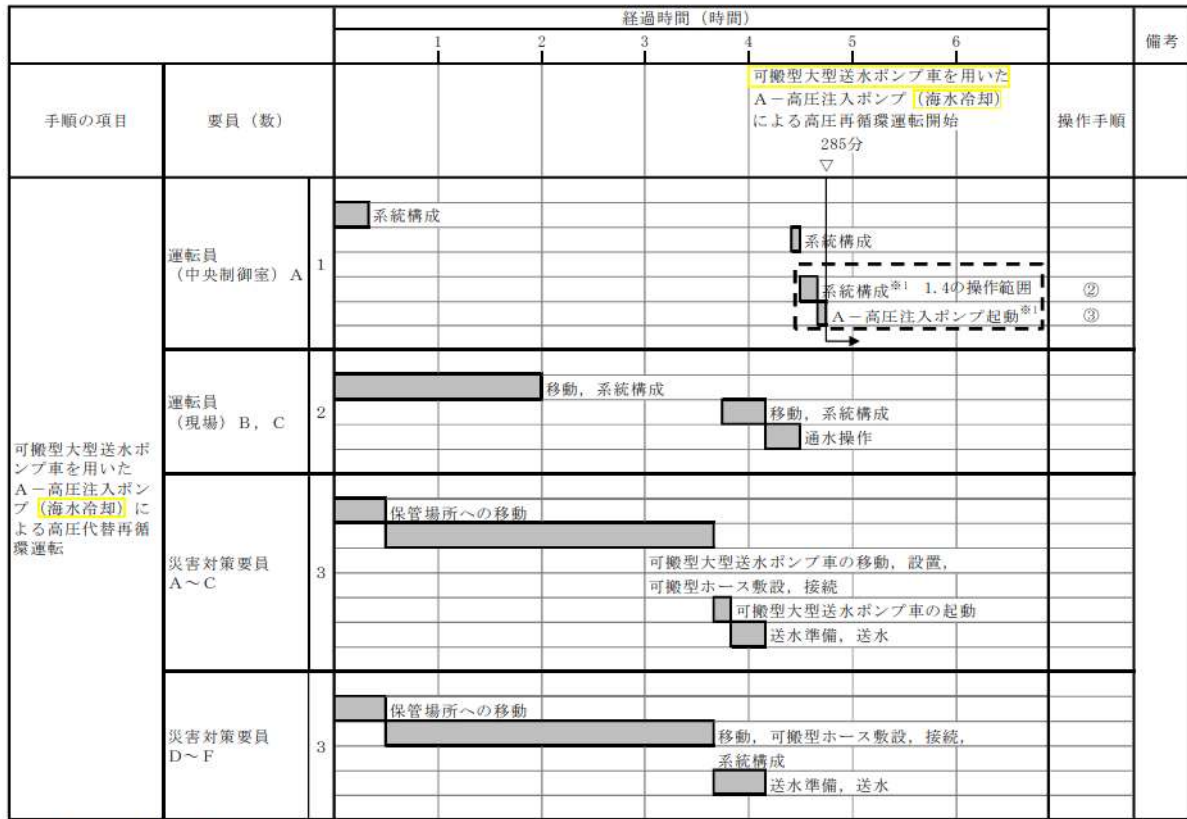 経過時間（時間）
1 2 3 4 5 6
備考
手順の項目
要員（数）
可搬型大型送水ポンプ車を用いた
A－高圧注入ポンプ（海水冷却）
による高圧再循環運転開始
285分
▽
操作手順
可搬型大型送水ポ
ンプ車を用いた
A－高圧注入ポン
プ（海水冷却）に
よる高圧代替再循
環運転
運転員
（中央制御室）A
1
系統構成
系統構成
系統構成※1 1.4の操作範囲
②
A－高圧注入ポンプ起動※1
③
運転員
（現場）B，C
2
移動，系統構成
移動，系統構成
通水操作
災害対策要員
A～C
3
保管場所への移動
可搬型大型送水ポンプ車の移動，設置，
可搬型ホース敷設，接続
可搬型大型送水ポンプ車の起動
送水準備，送水
災害対策要員
D～F
3
保管場所への移動
移動，可搬型ホース敷設，接続，
系統構成
送水準備，送水